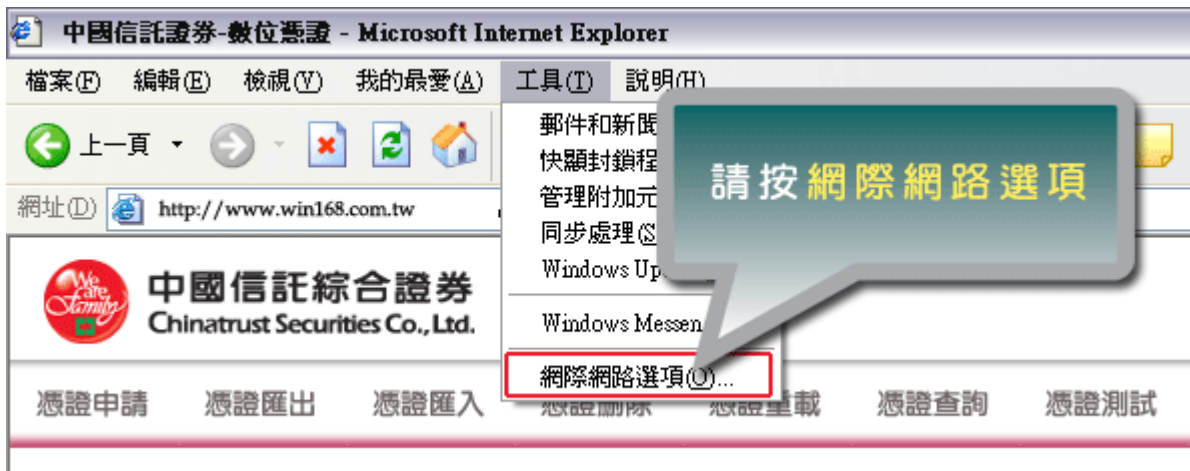 中國信託證券-數位憑證 - Microsoft Internet Explorer
檔案(F) 編輯(E) 檢視(V) 我的最愛(A) 工具(T) 說明(H)
上一頁
郵件和新聞
快顯封鎖程
管理附加元
同步處理(S
Windows Up
Windows Messen
網際網路選項(O)...
請按網際網路選項
網址(D) http://www.win168.com.tw
We are Family
中國信託綜合證券
Chinatrust Securities Co., Ltd.
憑證申請 憑證匯出 憑證匯入 憑證刪除 憑證重載 憑證查詢 憑證測試